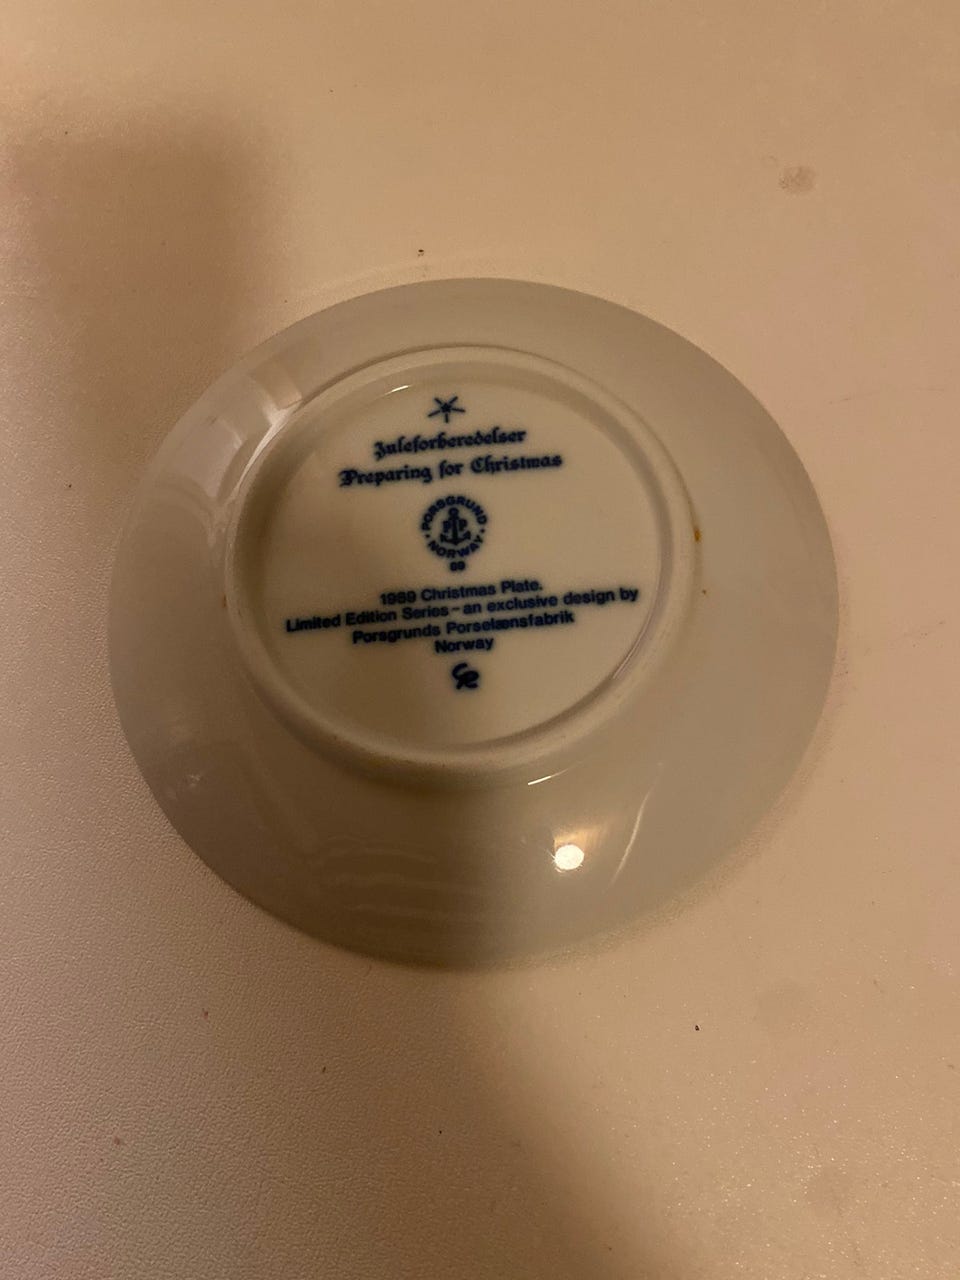 Juleforberedelser
Preparing for Christmas
PORSGRUND
PP
NORWAY
89
1989 Christmas Plate.
Limited Edition Series - an exclusive design by
Porsgrunds Porselænsfabrik
Norway